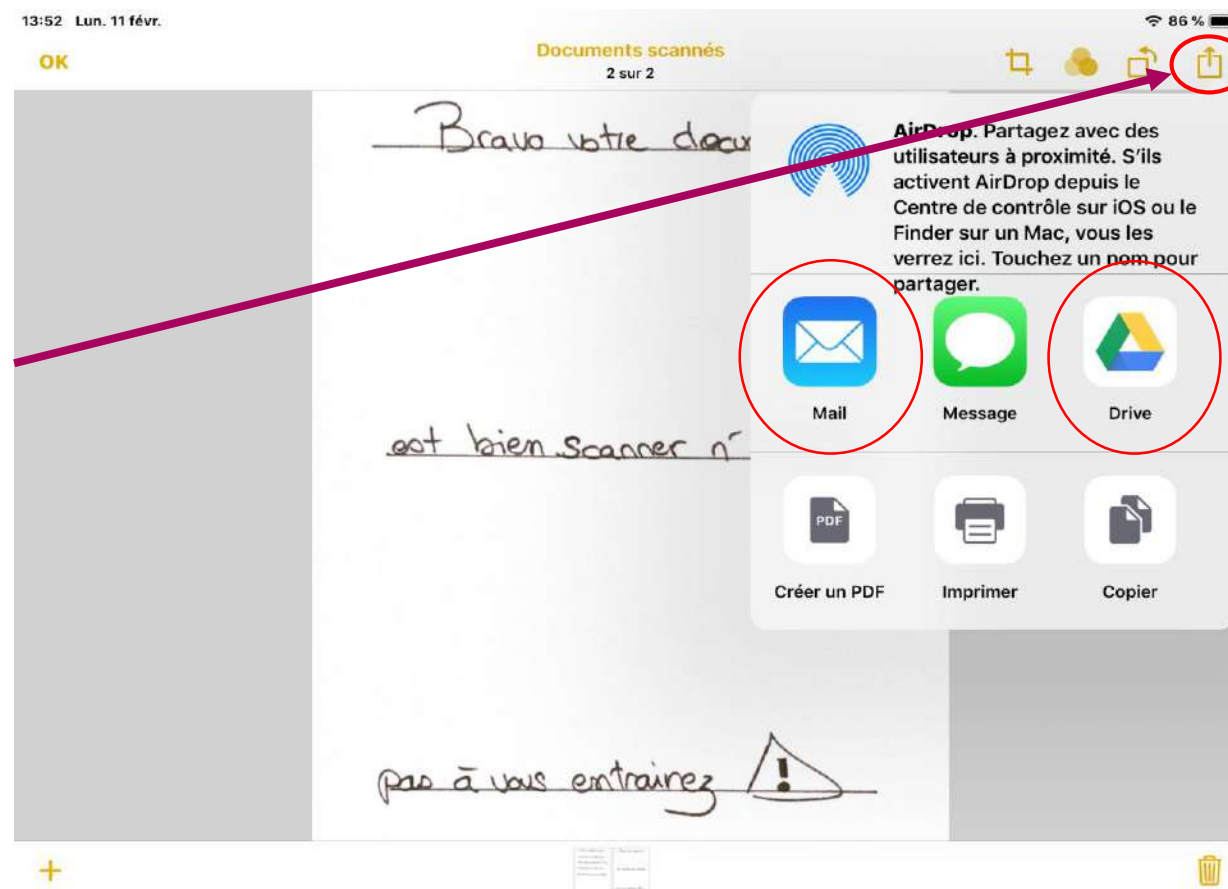 13:52 Lun. 11 févr.
86 %
OK
Documents scannés
2 sur 2
Bravo votre
AirDrop. Partagez avec des
utilisateurs à proximité. S'ils
activent AirDrop depuis le
Centre de contrôle sur iOS ou le
Finder sur un Mac, vous les
verrez ici. Touchez un nom pour
partager.
Mail
Message
Drive
est bien scanner
PDF
Créer un PDF
Imprimer
Copier
pas à vous entrainez !